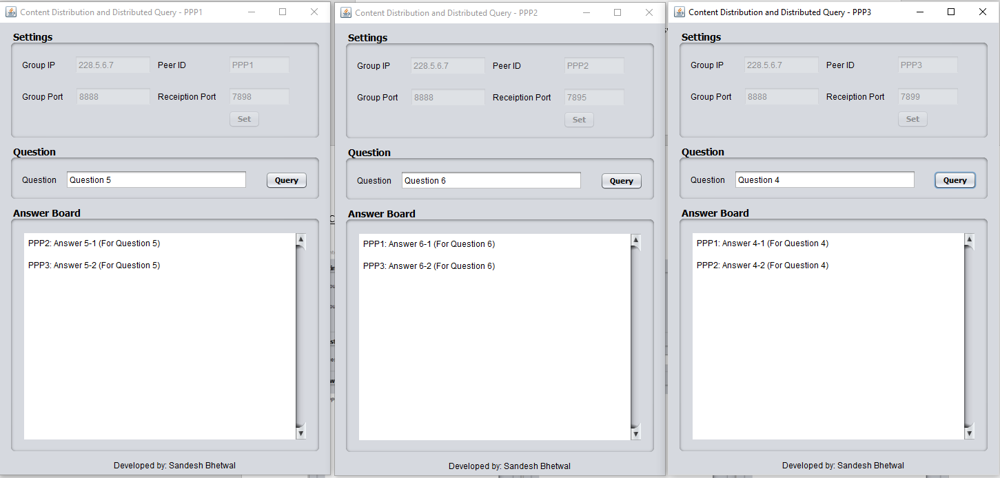 Content Distribution and Distributed Query - PPP1
Settings
Group IP 228.5.6.7 Peer ID PPP1
Group Port 8888 Receiption Port 7898
Set
Question
Question Question 5 Query
Answer Board
PPP2: Answer 5-1 (For Question 5)
PPP3: Answer 5-2 (For Question 5)
Developed by: Sandesh Bhetwal
Content Distribution and Distributed Query - PPP2
Settings
Group IP 228.5.6.7 Peer ID PPP2
Group Port 8888 Receiption Port 7895
Set
Question
Question Question 6 Query
Answer Board
PPP1: Answer 6-1 (For Question 6)
PPP3: Answer 6-2 (For Question 6)
Developed by: Sandesh Bhetwal
Content Distribution and Distributed Query - PPP3
Settings
Group IP 228.5.6.7 Peer ID PPP3
Group Port 8888 Receiption Port 7899
Set
Question
Question Question 4 Query
Answer Board
PPP1: Answer 4-1 (For Question 4)
PPP2: Answer 4-2 (For Question 4)
Developed by: Sandesh Bhetwal